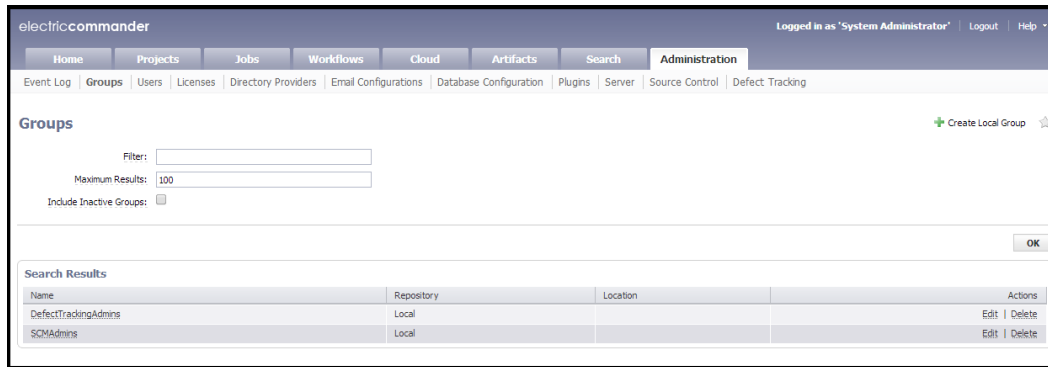 electriccommander Logged in as 'System Administrator' Logout Help
Home Projects Jobs Workflows Cloud Artifacts Search Administration
Event Log Groups Users Licenses Directory Providers Email Configurations Database Configuration Plugins Server Source Control Defect Tracking
Groups Create Local Group
Filter:
Maximum Results: 100
Include Inactive Groups:
OK
Search Results
Name Repository Location Actions
DefectTrackingAdmins Local Edit | Delete
SCMAdmins Local Edit | Delete